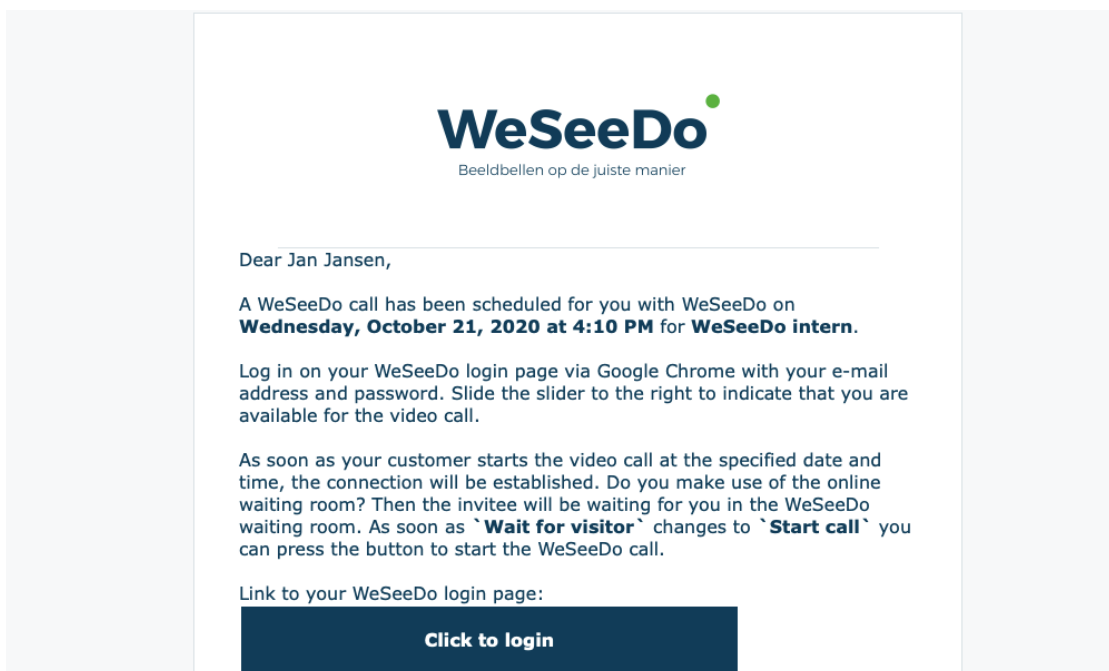 WeSeeDo
Beeldbellen op de juiste manier
Dear Jan Jansen,
A WeSeeDo call has been scheduled for you with WeSeeDo on
Wednesday, October 21, 2020 at 4:10 PM for WeSeeDo intern.
Log in on your WeSeeDo login page via Google Chrome with your e-mail
address and password. Slide the slider to the right to indicate that you are
available for the video call.
As soon as your customer starts the video call at the specified date and
time, the connection will be established. Do you make use of the online
waiting room? Then the invitee will be waiting for you in the WeSeeDo
waiting room. As soon as `Wait for visitor` changes to `Start call` you
can press the button to start the WeSeeDo call.
Link to your WeSeeDo login page:
Click to login